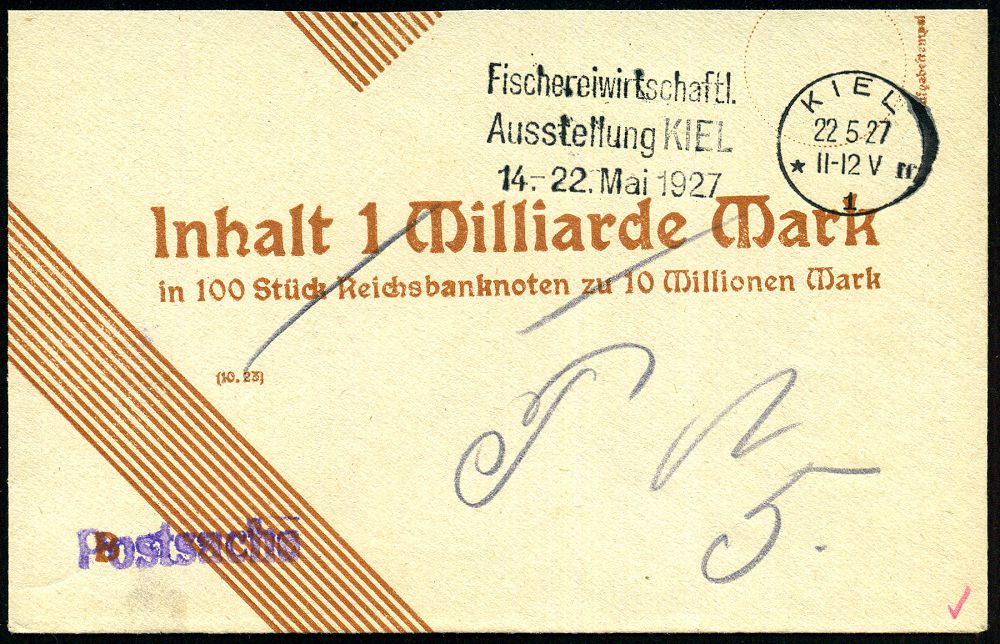 Fischereiwirtschaftl.
Ausstellung KIEL
14.-22. Mai 1927
KIEL
22.5.27
* 11-12 V
1
Inhalt 1 Milliarde Mark
in 100 Stück Reichsbanknoten zu 10 Millionen Mark
(10. 23)
B
Postsache